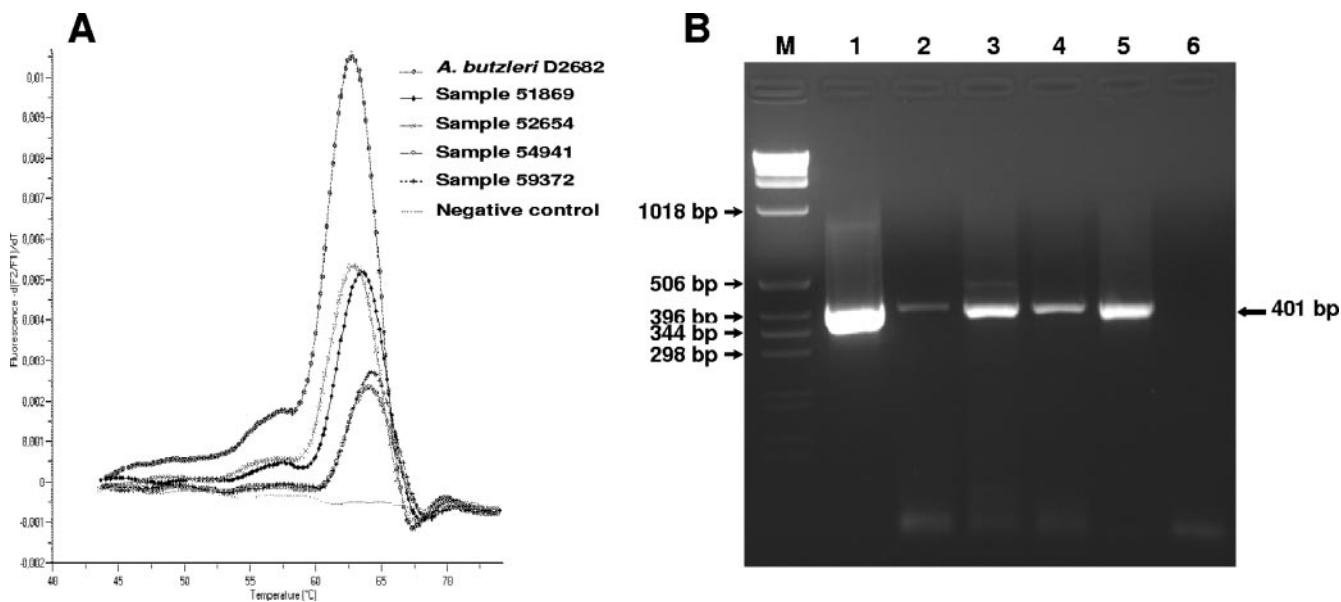 A
0,01
0,009
0,008
0,007
0,006
0,005
0,004
0,003
0,002
0,001
0
-0,001
-0,002
Fluorescence -d(F2/F1)/dT
40 45 50 55 60 65 70
Temperature (°C)
A. butzleri D2682
Sample 51869
Sample 52654
Sample 54941
Sample 59372
Negative control
B
M 1 2 3 4 5 6
1018 bp
506 bp
396 bp
344 bp
298 bp
401 bp